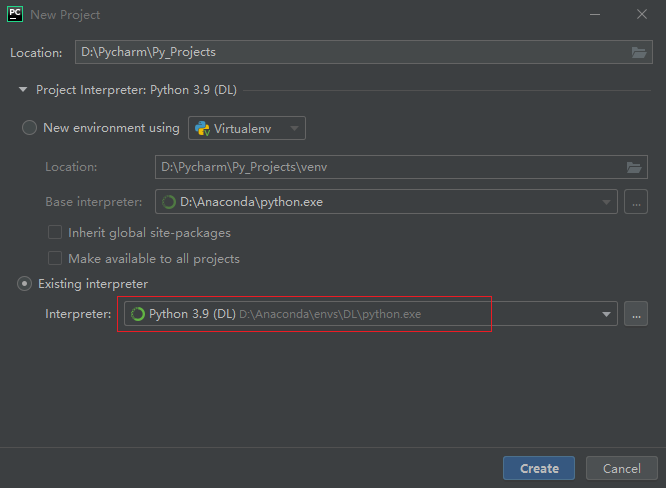 PC New Project
Location: D:\Pycharm\Py_Projects
Project Interpreter: Python 3.9 (DL)
New environment using Virtualenv
Location: D:\Pycharm\Py_Projects\venv
Base interpreter: D:\Anaconda\python.exe ...
Inherit global site-packages
Make available to all projects
Existing interpreter
Interpreter: Python 3.9 (DL) D:\Anaconda\envs\DL\python.exe ...
Create Cancel